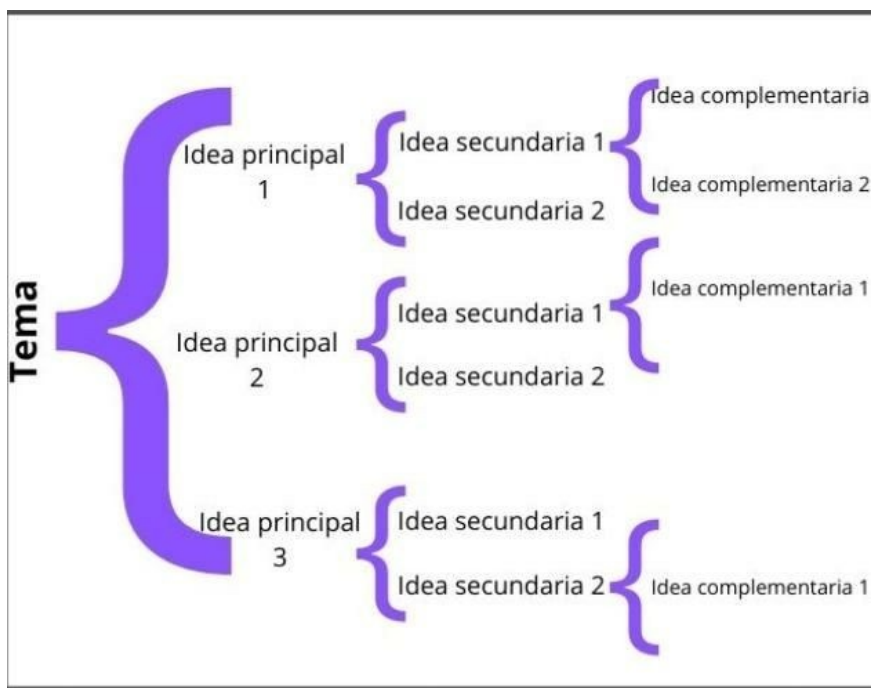 Tema
Idea principal
1
Idea secundaria 1
Idea complementaria
Idea complementaria 2
Idea secundaria 2
Idea principal
2
Idea secundaria 1
Idea complementaria 1
Idea secundaria 2
Idea principal
3
Idea secundaria 1
Idea secundaria 2
Idea complementaria 1